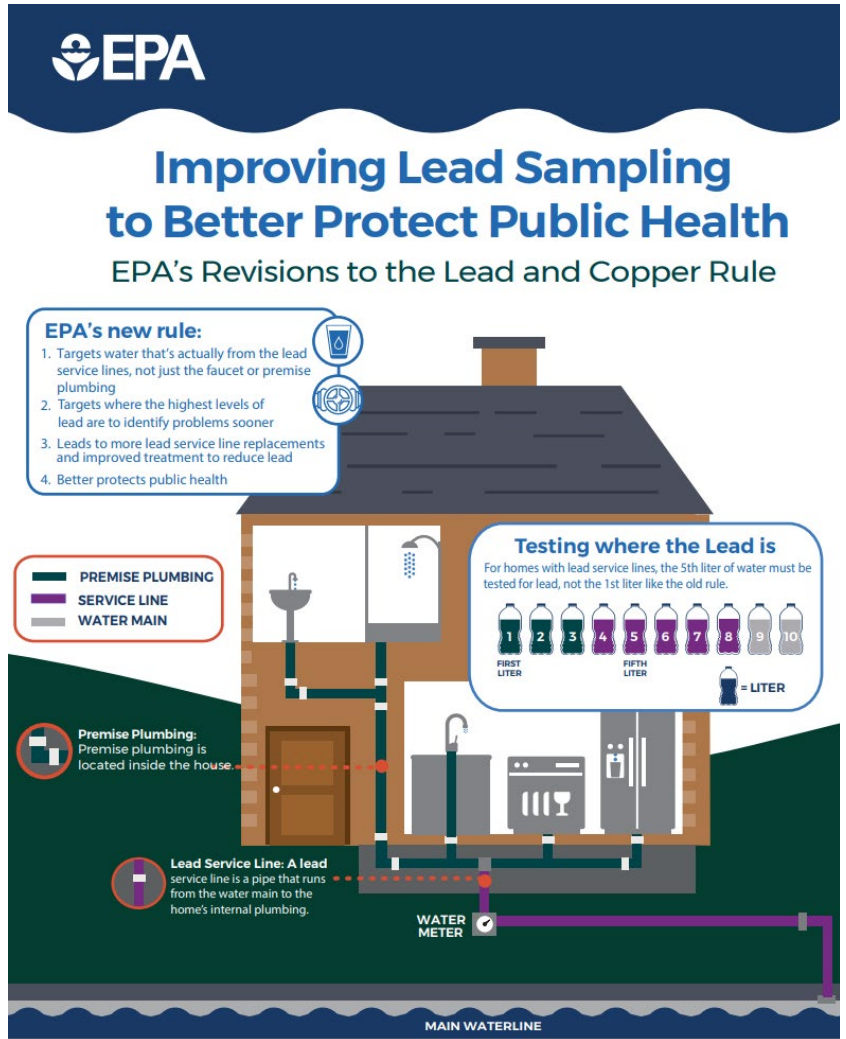 EPA
Improving Lead Sampling
to Better Protect Public Health
EPA's Revisions to the Lead and Copper Rule
EPA's new rule:
1. Targets water that's actually from the lead
service lines, not just the faucet or premise
plumbing
2. Targets where the highest levels of
lead are to identify problems sooner
3. Leads to more lead service line replacements
and improved treatment to reduce lead
4. Better protects public health
PREMISE PLUMBING
SERVICE LINE
WATER MAIN
Testing where the Lead is
For homes with lead service lines, the 5th liter of water must be
tested for lead, not the 1st liter like the old rule.
1 2 3 4 5 6 7 8 9 10
FIRST
LITER
FIFTH
LITER
= LITER
Premise Plumbing:
Premise plumbing is
located inside the house.
Lead Service Line: A lead
service line is a pipe that runs
from the water main to the
home's internal plumbing.
WATER
METER
MAIN WATERLINE